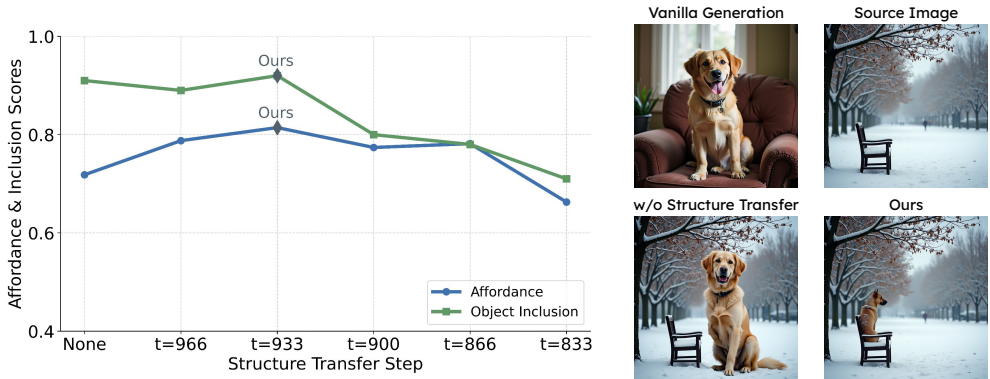 Affordance & Inclusion Scores
1.0
0.8
0.6
0.4
Ours
Ours
Affordance
Object Inclusion
None t=966 t=933 t=900 t=866 t=833
Structure Transfer Step
Vanilla Generation
Source Image
w/o Structure Transfer
Ours